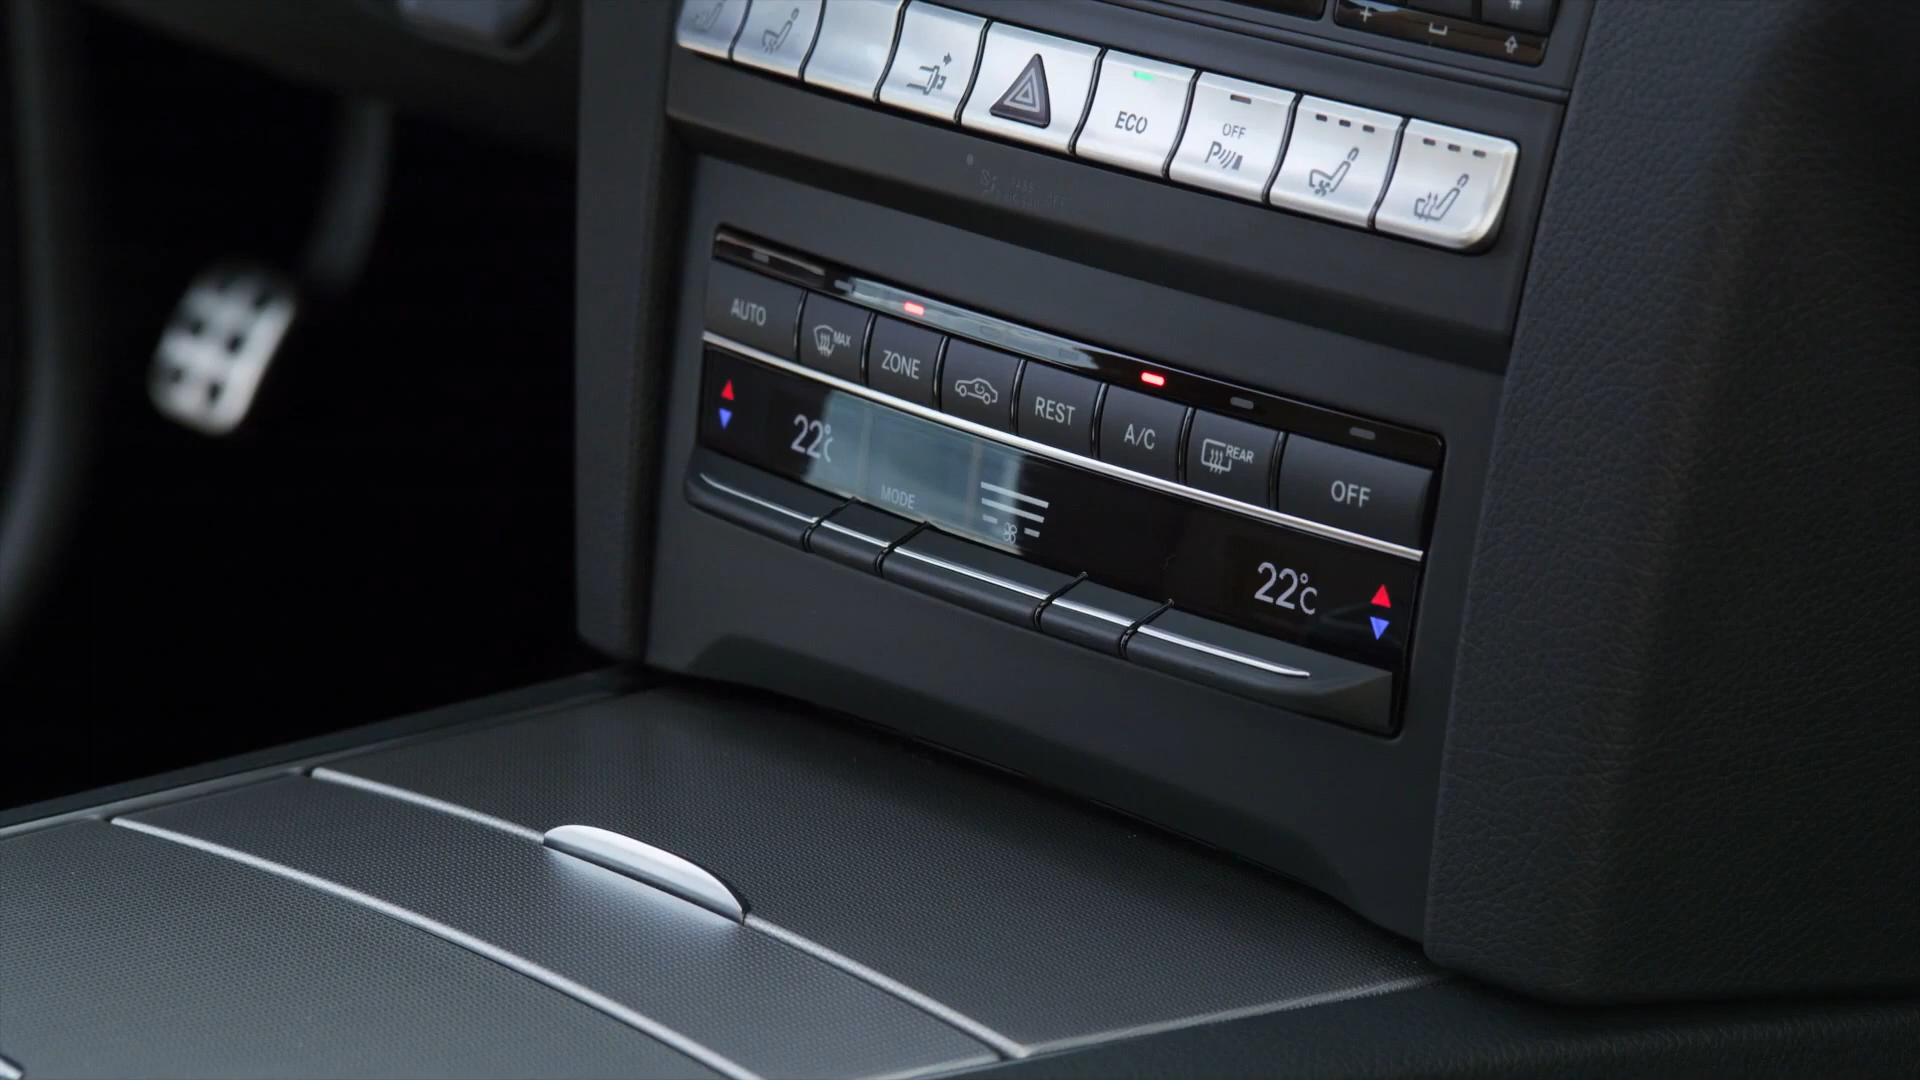 ECO
OFF
P
AUTO
MAX
ZONE
REST
A/C
REAR
OFF
22°C
MODE
22°C